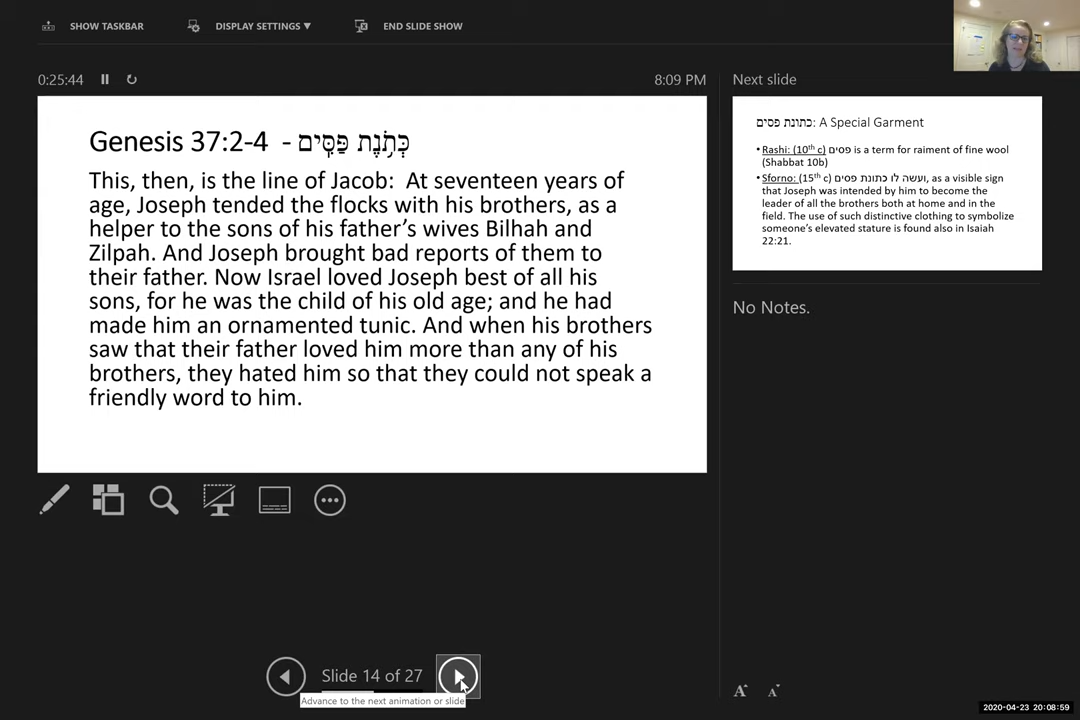 SHOW TASKBAR
DISPLAY SETTINGS ▼
END SLIDE SHOW
0:25:44
8:09 PM
Genesis 37:2-4 - כְּתֹ֥נֶת פַּסִּֽים
This, then, is the line of Jacob: At seventeen years of
age, Joseph tended the flocks with his brothers, as a
helper to the sons of his father’s wives Bilhah and
Zilpah. And Joseph brought bad reports of them to
their father. Now Israel loved Joseph best of all his
sons, for he was the child of his old age; and he had
made him an ornamented tunic. And when his brothers
saw that their father loved him more than any of his
brothers, they hated him so that they could not speak a
friendly word to him.
Next slide
כתונת פסים: A Special Garment
• Rashi: (10th c) פסים is a term for raiment of fine wool
(Shabbat 10b)
• Sforno: (15th c) ועשה לו כתונת פסים, as a visible sign
that Joseph was intended by him to become the
leader of all the brothers both at home and in the
field. The use of such distinctive clothing to symbolize
someone’s elevated stature is found also in Isaiah
22:21.
No Notes.
Slide 14 of 27
Advance to the next animation or slide
A A
2020-04-23 20:08:59